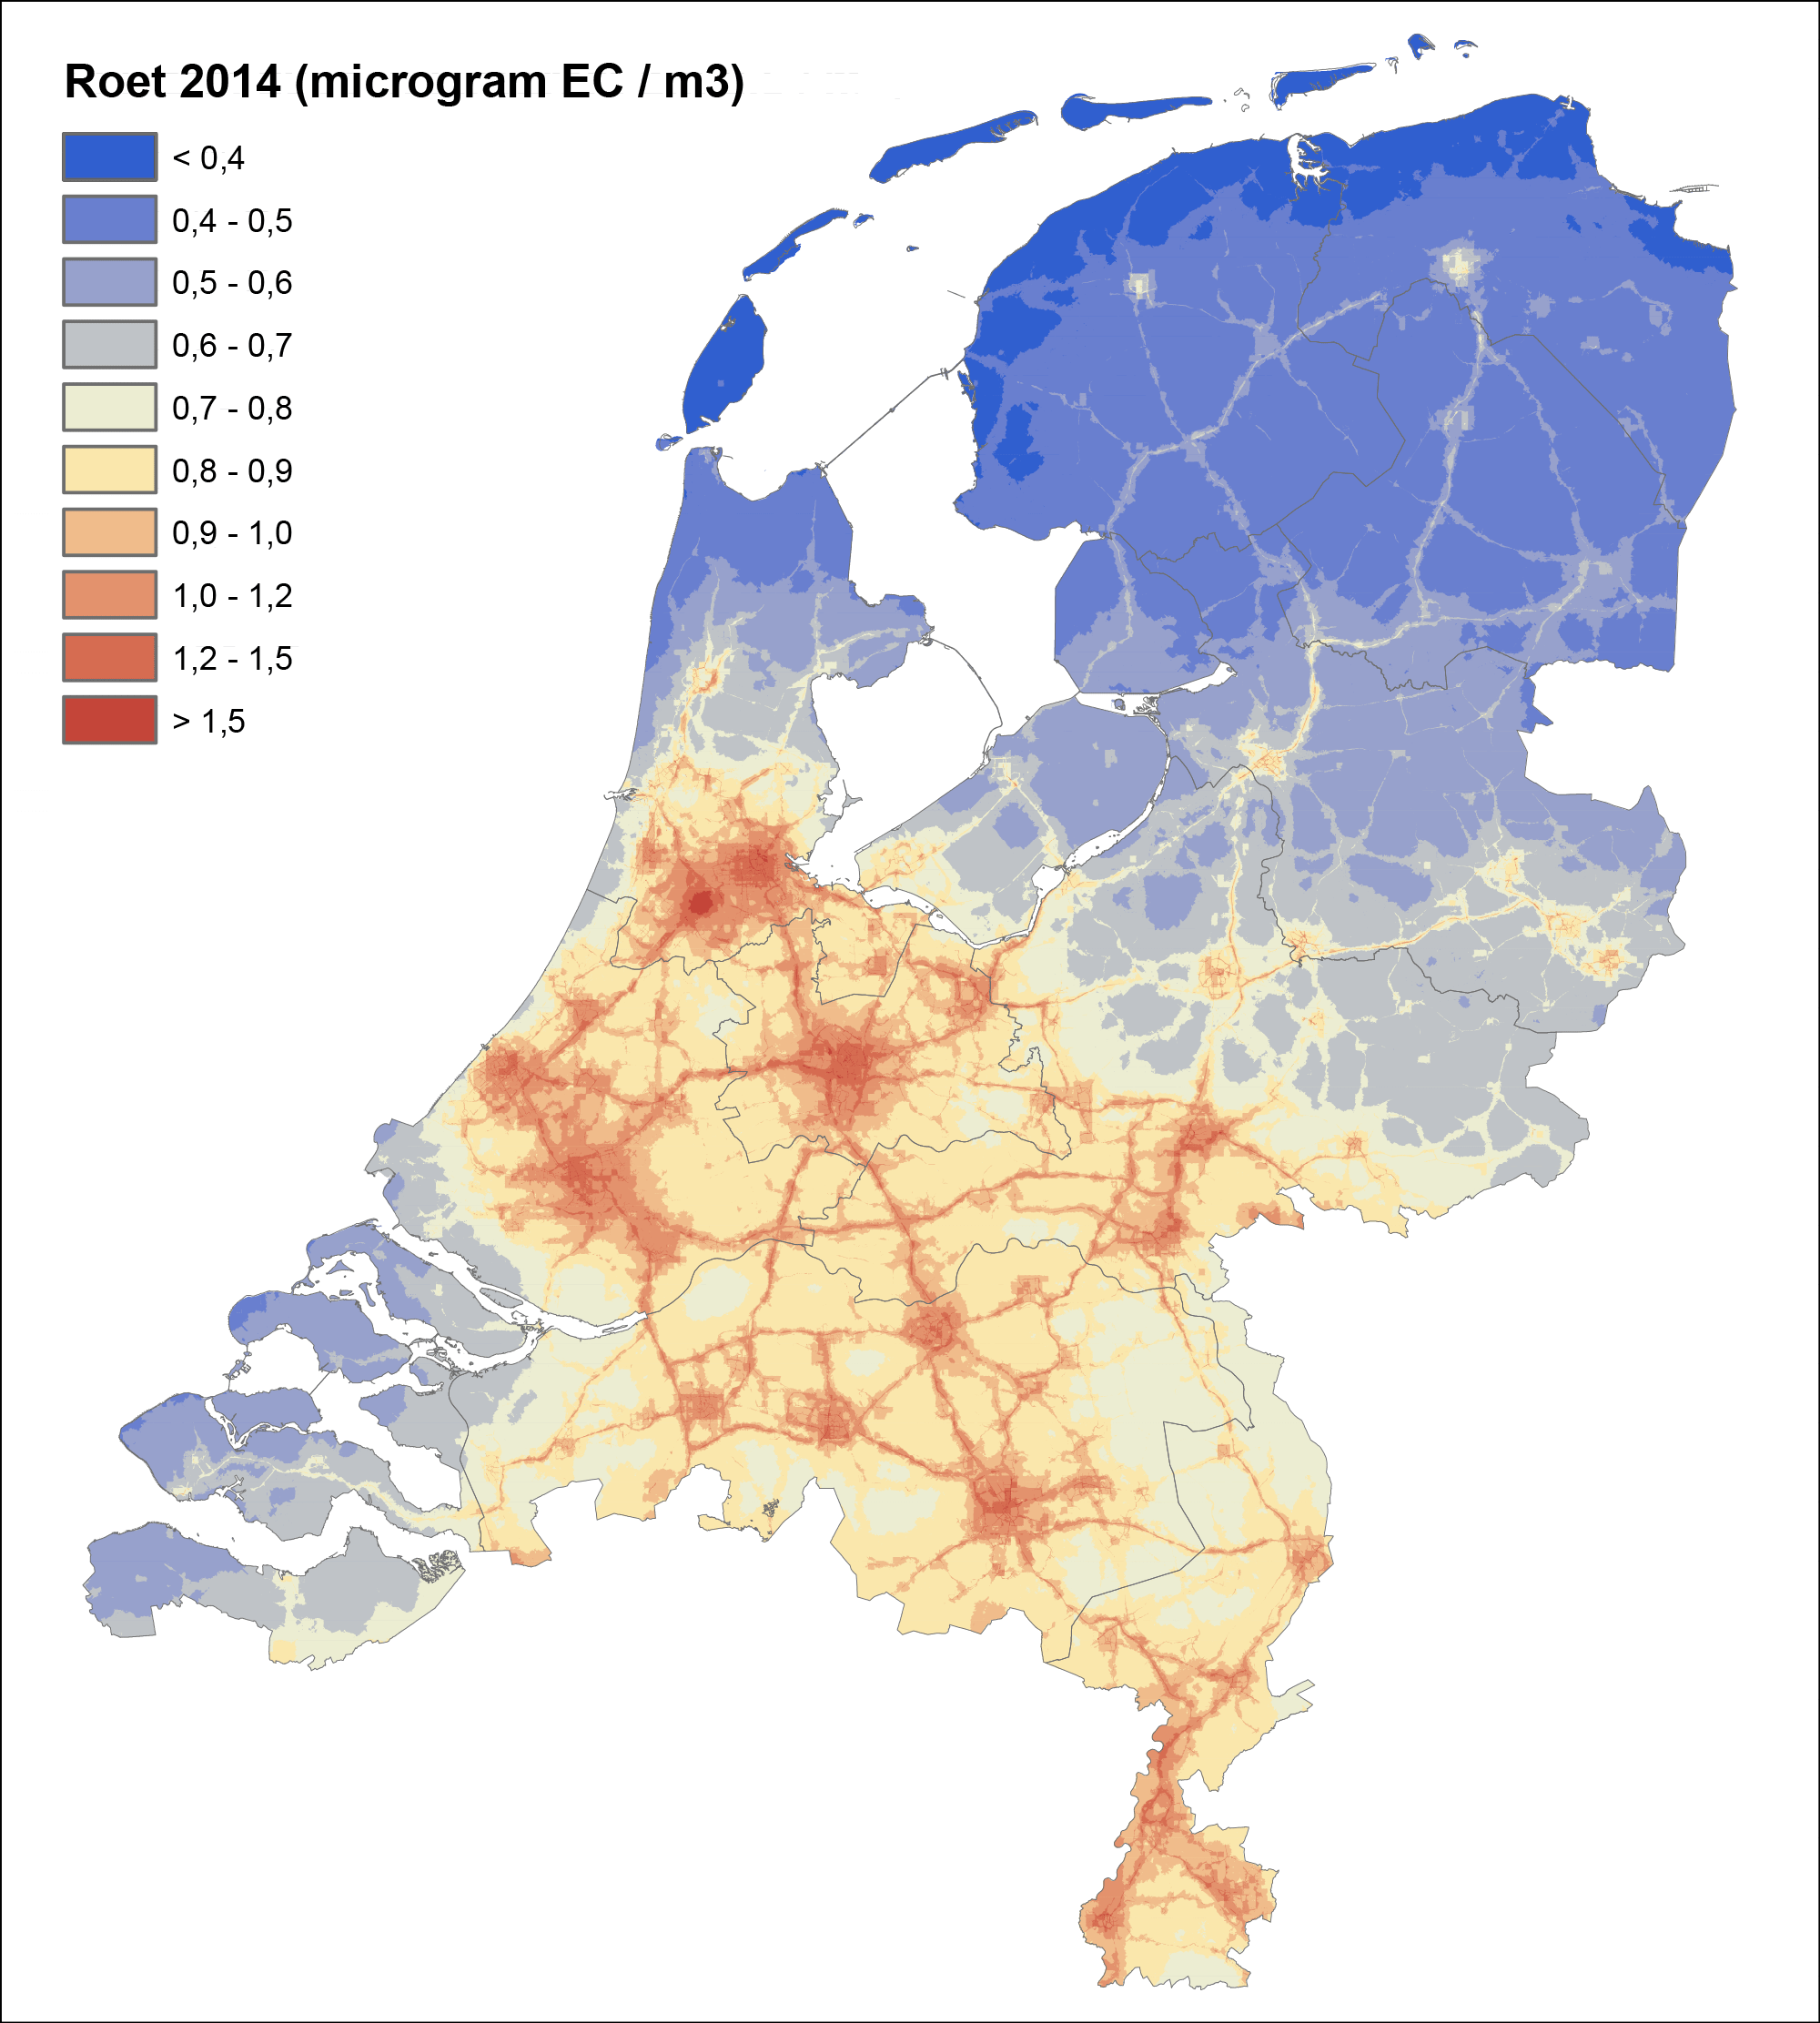 Roet 2014 (microgram EC / m3)
< 0,4
0,4 - 0,5
0,5 - 0,6
0,6 - 0,7
0,7 - 0,8
0,8 - 0,9
0,9 - 1,0
1,0 - 1,2
1,2 - 1,5
> 1,5